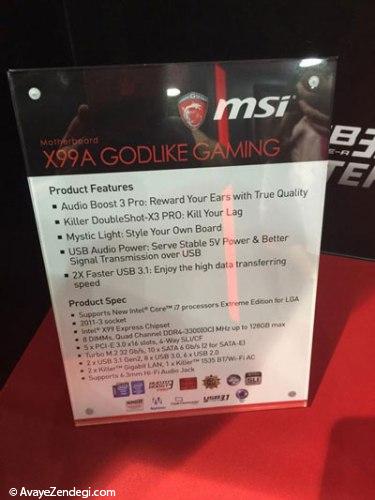 msi
Motherboard
X99A GODLIKE GAMING
Product Features
Audio Boost 3 Pro: Reward Your Ears with True Quality
Killer DoubleShot-X3 PRO: Kill Your Lag
Mystic Light: Style Your Own Board
USB Audio Power: Serve Stable 5V Power & Better
Signal Transmission over USB
2X Faster USB 3.1: Enjoy the high data transferring
speed
Product Spec
Supports New Intel® Core™ i7 processors Extreme Edition for LGA
2011-3 socket
Intel® X99 Express Chipset
8 DIMMs, Quad Channel DDR4-3300(OC) MHz up to 128GB max
5 x PCI-E 3.0 x16 slots, 4-Way SLI/CF
Turbo M.2 32 Gb/s, 10 x SATA 6 Gb/s (2 for SATA-E)
2 x USB 3.1 Gen2, 8 x USB 3.0, 6 x USB 2.0
2 x Killer™ Gigabit LAN, 1 x Killer™ 1535 BT/Wi-Fi AC
Supports 6.3mm Hi-Fi Audio Jack
© AvayeZendegi.com